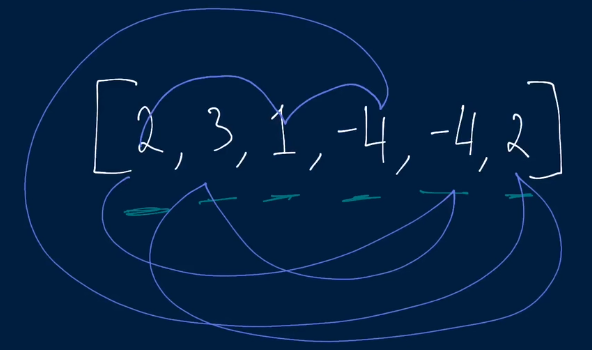 [2, 3, 1, -4, -4, 2]